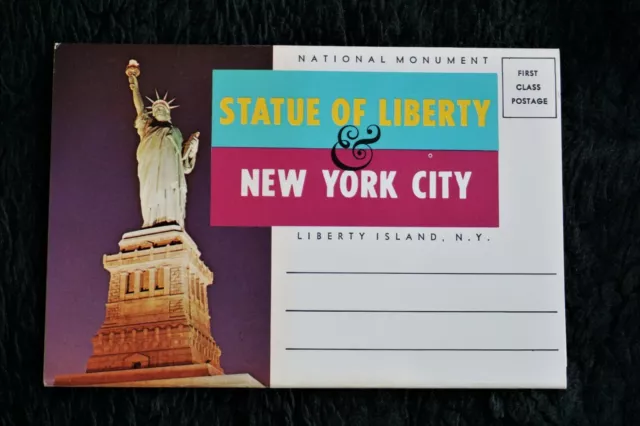 NATIONAL MONUMENT
FIRST
CLASS
POSTAGE
STATUE OF LIBERTY
&
NEW YORK CITY
LIBERTY ISLAND, N.Y.